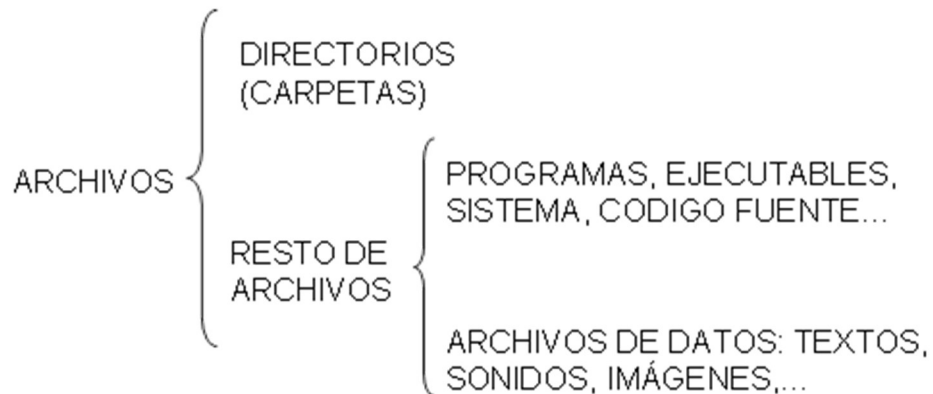 DIRECTORIOS
(CARPETAS)
ARCHIVOS
PROGRAMAS, EJECUTABLES,
SISTEMA, CODIGO FUENTE...
RESTO DE
ARCHIVOS
ARCHIVOS DE DATOS: TEXTOS,
SONIDOS, IMÁGENES,...